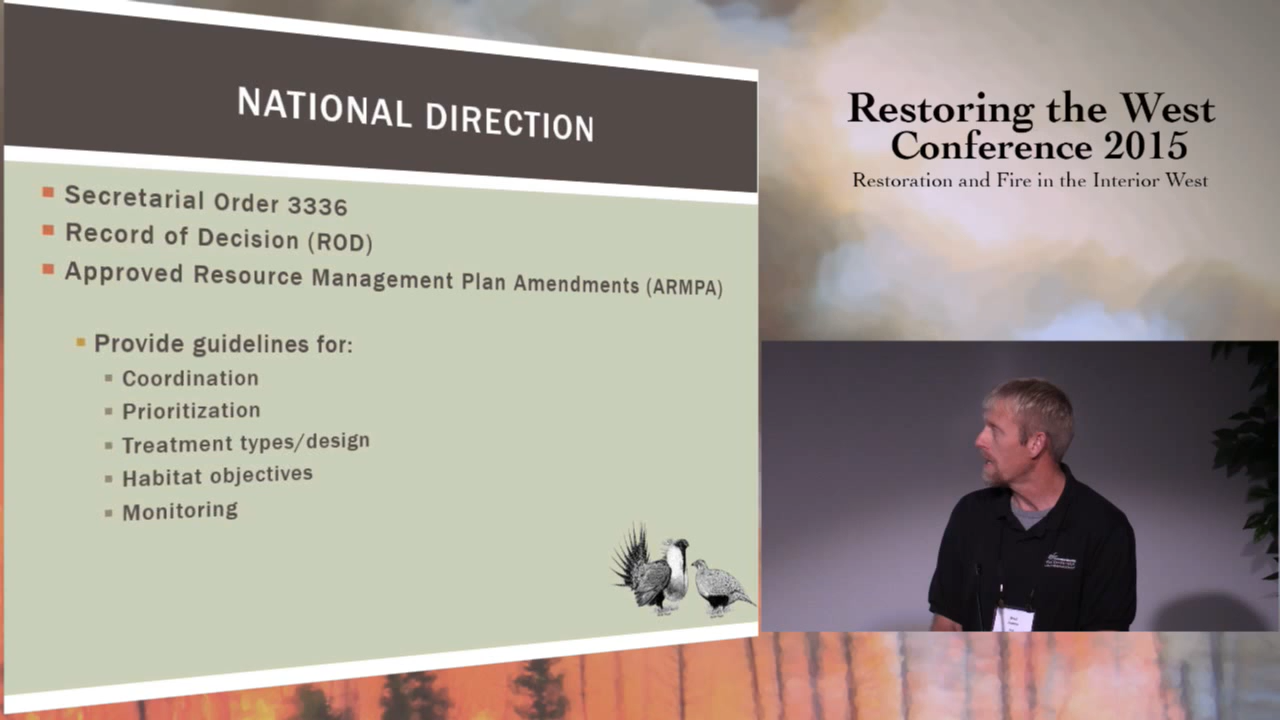 NATIONAL DIRECTION
Secretarial Order 3336
Record of Decision (ROD)
Approved Resource Management Plan Amendments (ARMPA)
Provide guidelines for:
Coordination
Prioritization
Treatment types/design
Habitat objectives
Monitoring
Restoring the West
Conference 2015
Restoration and Fire in the Interior West